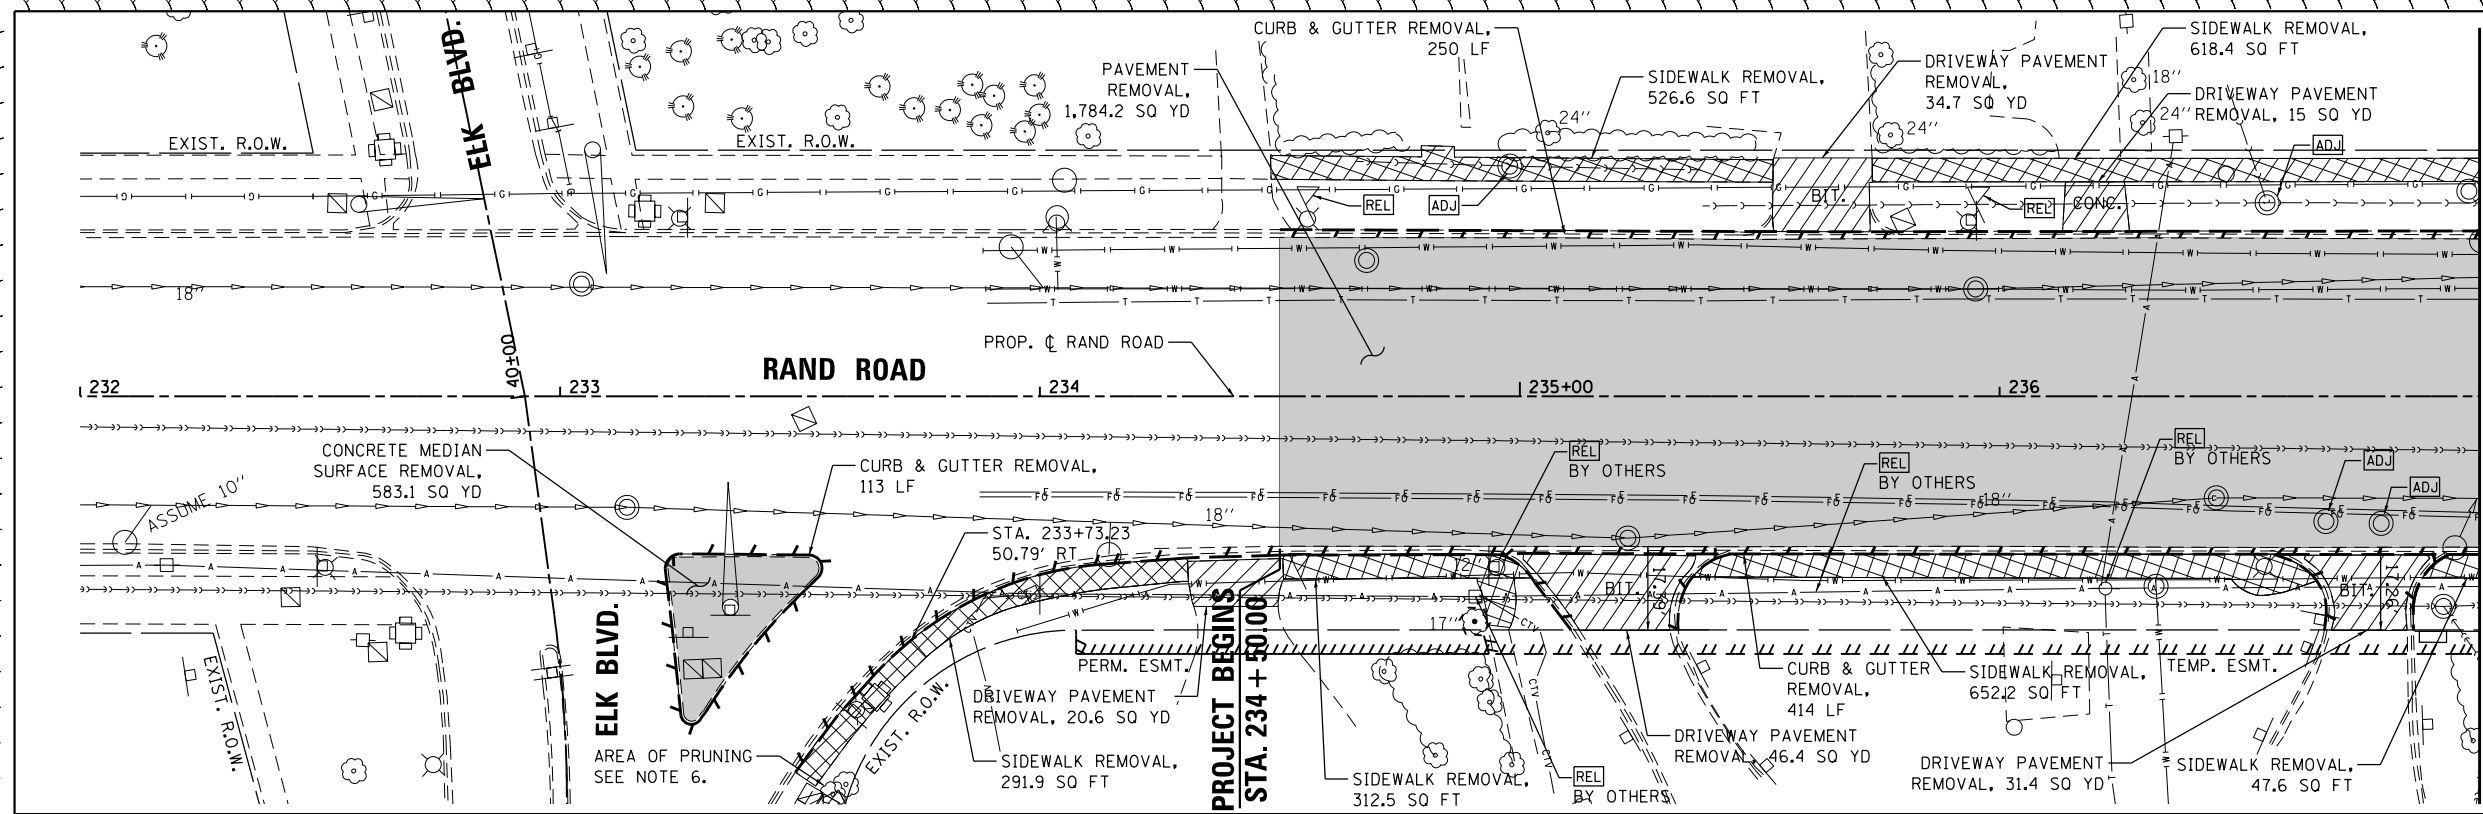 ELK BLVD.
EXIST. R.O.W.
EXIST. R.O.W.
PAVEMENT
REMOVAL,
1,784.2 SQ YD
CURB & GUTTER REMOVAL,
250 LF
SIDEWALK REMOVAL,
526.6 SQ FT
DRIVEWAY PAVEMENT
REMOVAL,
34.7 SQ YD
SIDEWALK REMOVAL,
618.4 SQ FT
18"
DRIVEWAY PAVEMENT
REMOVAL, 15 SQ YD
24"
24"
24"
ADJ
REL
ADJ
BIT.
REL
CONC.
18"
40+00
PROP. ℄ RAND ROAD
RAND ROAD
232
233
234
235+00
236
CONCRETE MEDIAN
SURFACE REMOVAL,
583.1 SQ YD
CURB & GUTTER REMOVAL,
113 LF
ASSUME 10"
REL
BY OTHERS
REL
BY OTHERS
REL
BY OTHERS
ADJ
ADJ
18"
18"
STA. 233+73.23
50.79' RT
12"
BIT.
17.59
BIT.
17.26
17"
ELK BLVD.
EXIST. R.O.W.
PERM. ESMT.
TEMP. ESMT.
DRIVEWAY PAVEMENT
REMOVAL, 20.6 SQ YD
EXIST. R.O.W.
PROJECT BEGINS
STA. 234+50.00
CTV
CTV
CTV
CTV
CURB & GUTTER
REMOVAL,
414 LF
SIDEWALK REMOVAL,
652.2 SQ FT
AREA OF PRUNING
SEE NOTE 6.
SIDEWALK REMOVAL,
291.9 SQ FT
SIDEWALK REMOVAL,
312.5 SQ FT
REL
BY OTHERS
DRIVEWAY PAVEMENT
REMOVAL, 46.4 SQ YD
DRIVEWAY PAVEMENT
REMOVAL, 31.4 SQ YD
SIDEWALK REMOVAL,
47.6 SQ FT